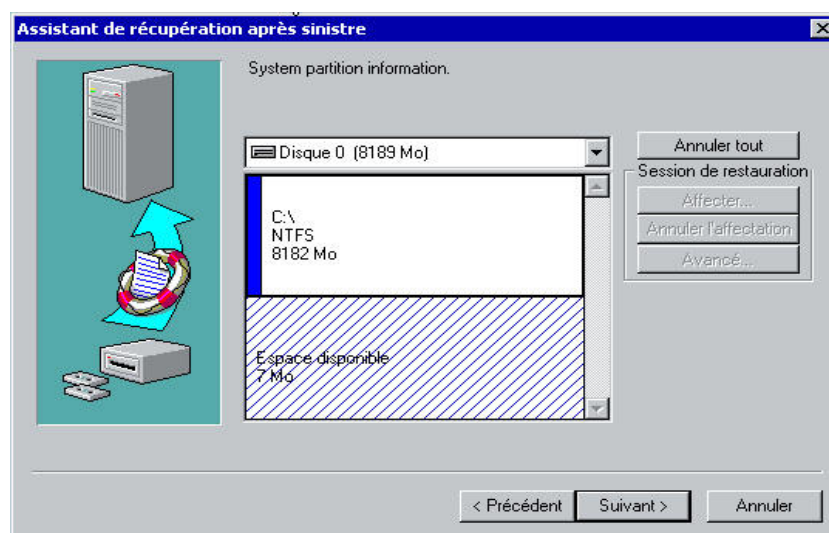 Assistant de récupération après sinistre
System partition information.
Disque 0 (8189 Mo)
C:\
NTFS
8182 Mo
Espace disponible
7 Mo
Annuler tout
Session de restauration
Affecter...
Annuler l'affectation
Avancé...
< Précédent
Suivant >
Annuler